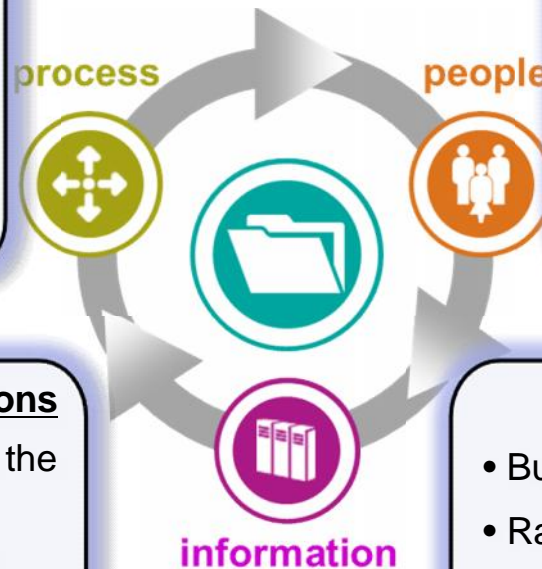 process
people
ons
the
• Bu
• Ra
information